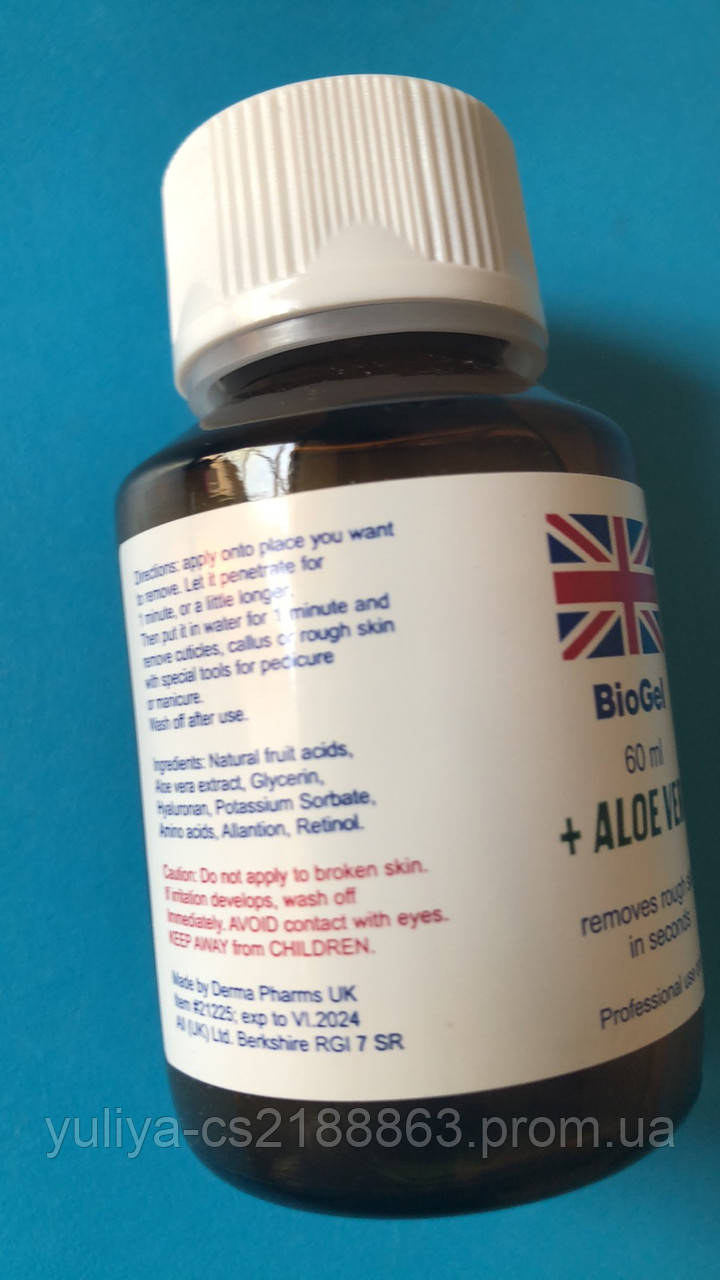 Directions: apply onto place you want
to remove. Let it penetrate for
1 minute, or a little longer.
Then put it in water for 1 minute and
remove cuticles, callus or rough skin
with special tools for pedicure
or manicure.
Wash off after use.
Ingredients: Natural fruit acids,
Aloe vera extract, Glycerin,
Hyaluronan, Potassium Sorbate,
Amino acids, Allantion, Retinol.
Caution: Do not apply to broken skin.
If irritation develops, wash off
Immediately. AVOID contact with eyes.
KEEP AWAY from CHILDREN.
Made by Derma Pharms UK
Item #21225; exp to VI.2024
All (UK) Ltd. Berkshire RGI 7 SR
BioGel
60 ml
+ ALOE
removes rough
in seconds
Professional use
yuliya-cs2188863.prom.ua